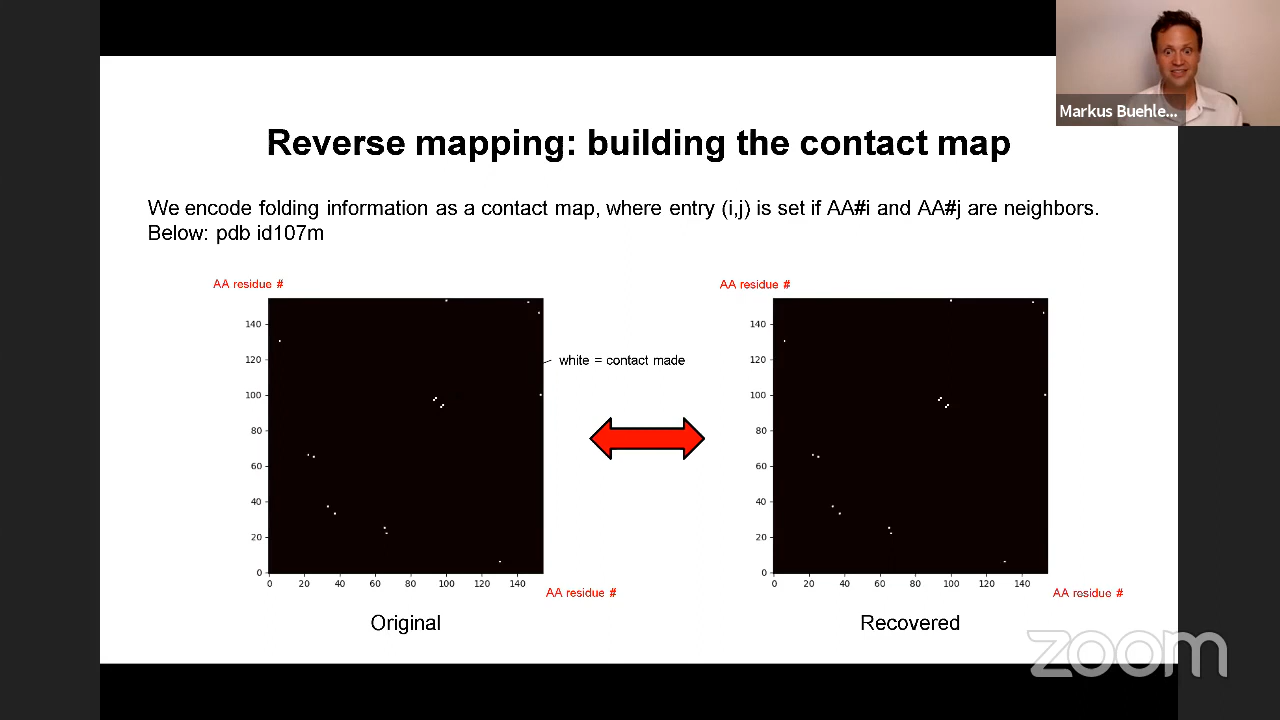 Markus Buehle...
Reverse mapping: building the contact map
We encode folding information as a contact map, where entry (i,j) is set if AA#i and AA#j are neighbors.
Below: pdb id107m
AA residue #
AA residue #
140
120
100
80
60
40
20
0
0 20 40 60 80 100 120 140
white = contact made
140
120
100
80
60
40
20
0
0 20 40 60 80 100 120 140
AA residue #
AA residue #
Original
Recovered
zoom